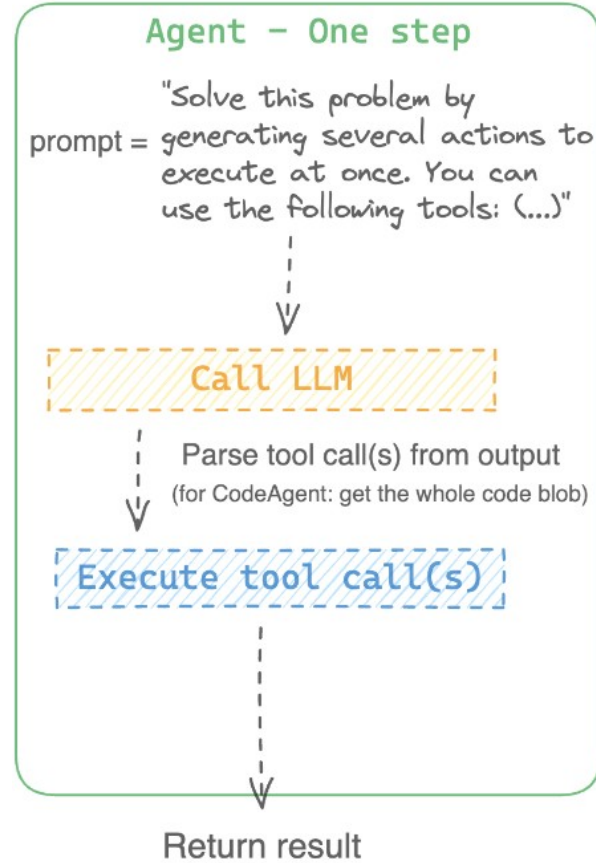 Agent - One step
"Solve this problem by
prompt = generating several actions to
execute at once. You can
use the following tools: (...)"
Call LLM
Parse tool call(s) from output
(for CodeAgent: get the whole code blob)
Execute tool call(s)
Return result